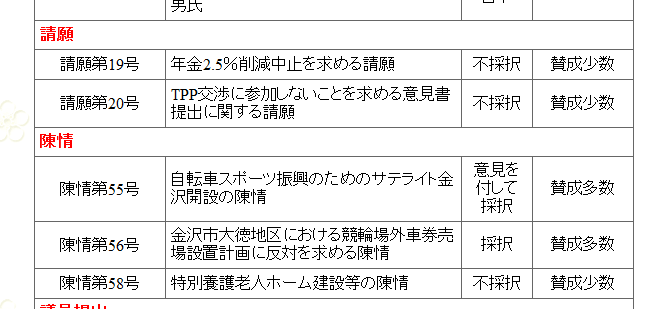 男氏
請願
請願第19号 年金2.5%削減中止を求める請願 不採択 賛成少数
請願第20号 TPP交渉に参加しないことを求める意見書 不採択 賛成少数
提出に関する請願
陳情
陳情第55号 自転車スポーツ振興のためのサテライト金 意見を 賛成多数
沢開設の陳情 付して
採択
陳情第56号 金沢市大徳地区における競輪場外車券売 採択 賛成多数
場設置計画に反対を求める陳情
陳情第58号 特別養護老人ホーム建設等の陳情 不採択 賛成少数